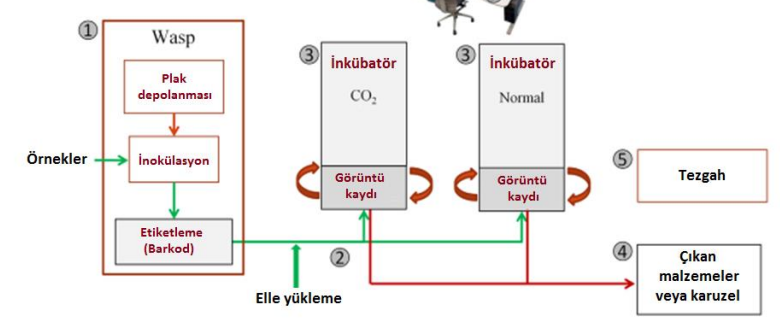 1
Wasp
Plak
depolanması
Örnekler
İnokülasyon
Etiketleme
(Barkod)
2
Elle yükleme
3
İnkübatör
CO₂
Görüntü
kaydı
3
İnkübatör
Normal
Görüntü
kaydı
5
Tezgah
4
Çıkan
malzemeler
veya karuzel